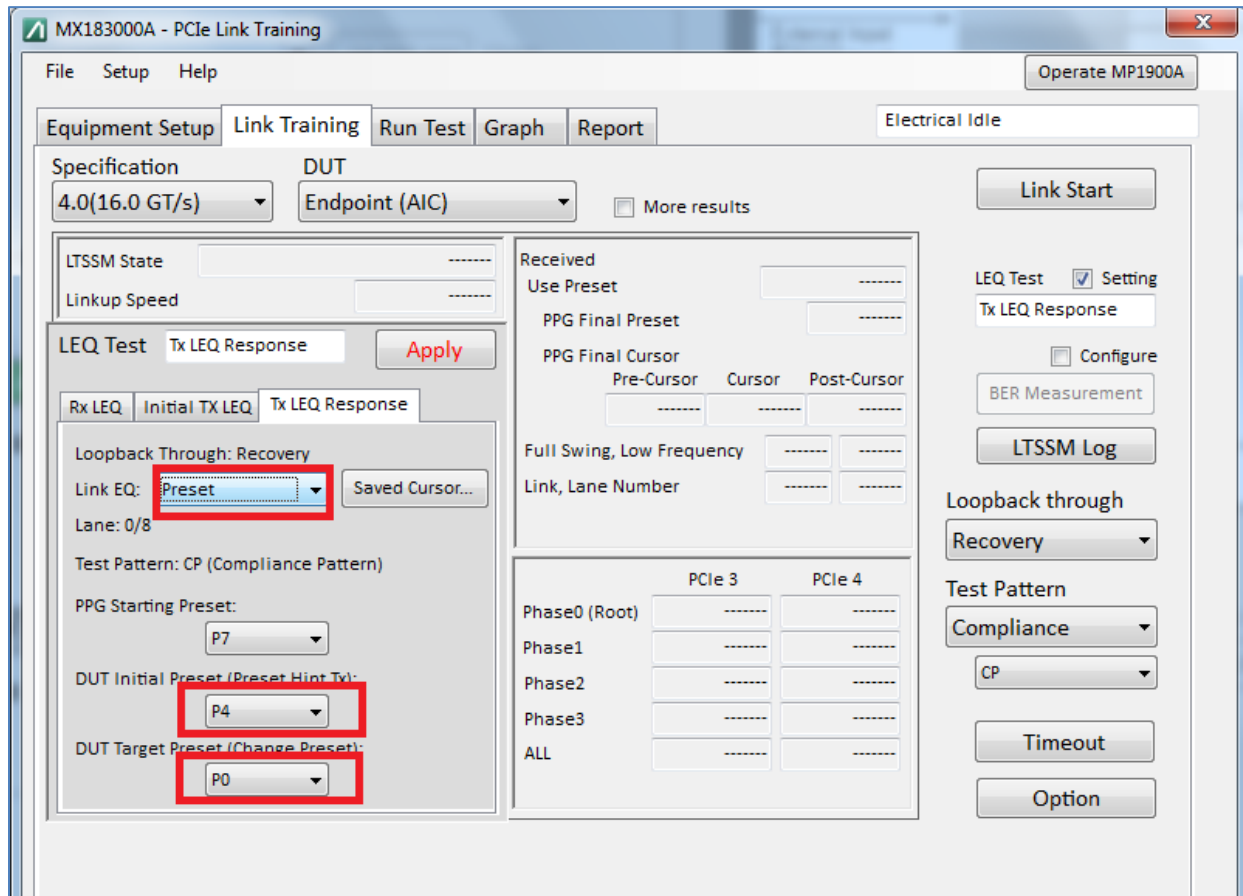 MX183000A - PCIe Link Training
File Setup Help
Operate MP1900A
Equipment Setup Link Training Run Test Graph Report
Electrical Idle
Specification DUT
4.0(16.0 GT/s) Endpoint (AIC) More results
Link Start
LTSSM State -------
Linkup Speed -------
LEQ Test Tx LEQ Response Apply
Rx LEQ Initial TX LEQ Tx LEQ Response
Loopback Through: Recovery
Link EQ: Preset Saved Cursor...
Lane: 0/8
Test Pattern: CP (Compliance Pattern)
PPG Starting Preset:
P7
DUT Initial Preset (Preset Hint Tx):
P4
DUT Target Preset (Change Preset):
P0
Received
Use Preset -------
PPG Final Preset -------
PPG Final Cursor
Pre-Cursor Cursor Post-Cursor
------- ------- -------
Full Swing, Low Frequency ------- -------
Link, Lane Number ------- -------
PCIe 3 PCIe 4
Phase0 (Root) ------- -------
Phase1 ------- -------
Phase2 ------- -------
Phase3 ------- -------
ALL ------- -------
LEQ Test Setting
Tx LEQ Response
Configure
BER Measurement
LTSSM Log
Loopback through
Recovery
Test Pattern
Compliance
CP
Timeout
Option